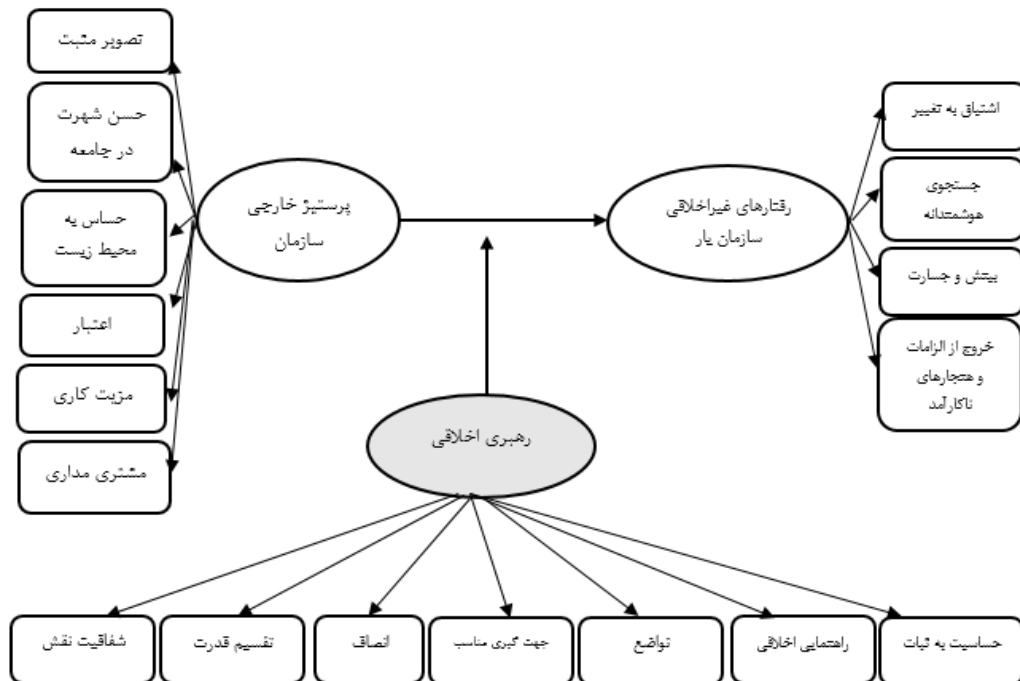 تصویر مثبت
حسن شهرت
در جامعه
حساس یه
محیط زیست
اعتبار
مزیت کاری
مشتری مداری
پرستیژ خارجی
سازمان
رفتارهای غیراخلاقی
سازمان یار
اشتیاق به تغییر
جستجوی
هوشمندانه
بینش و جسارت
خروج از الزامات
و هنجارهای
ناکارآمد
رهبری اخلاقی
حساسیت به ثبات
راهنمایی اخلاقی
تواضع
جهت گیری مناسب
انصاف
تقسیم قدرت
شفاقیت نقش